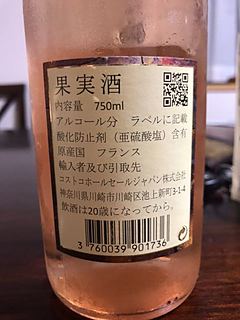 果実酒
内容量 750ml
アルコール分 ラベルに記載
酸化防止剤（亜硫酸塩）含有
原産国 フランス
輸入者及び引取先
コストコホールセールジャパン株式会社
神奈川県川崎市川崎区池上新町3-1-4
飲酒は20歳になってから。
3 760039 901736